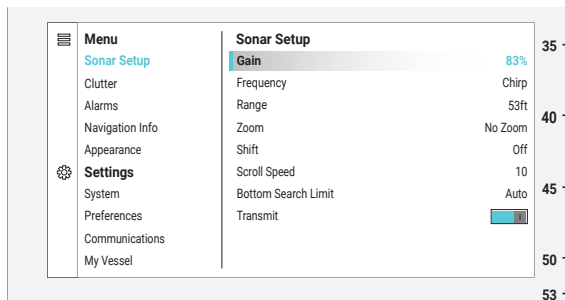 Menu
Sonar Setup
Clutter
Alarms
Navigation Info
Appearance
Settings
System
Preferences
Communications
My Vessel
Sonar Setup
Gain 83%
Frequency Chirp
Range 53ft
Zoom No Zoom
Shift Off
Scroll Speed 10
Bottom Search Limit Auto
Transmit
35
40
45
50
53